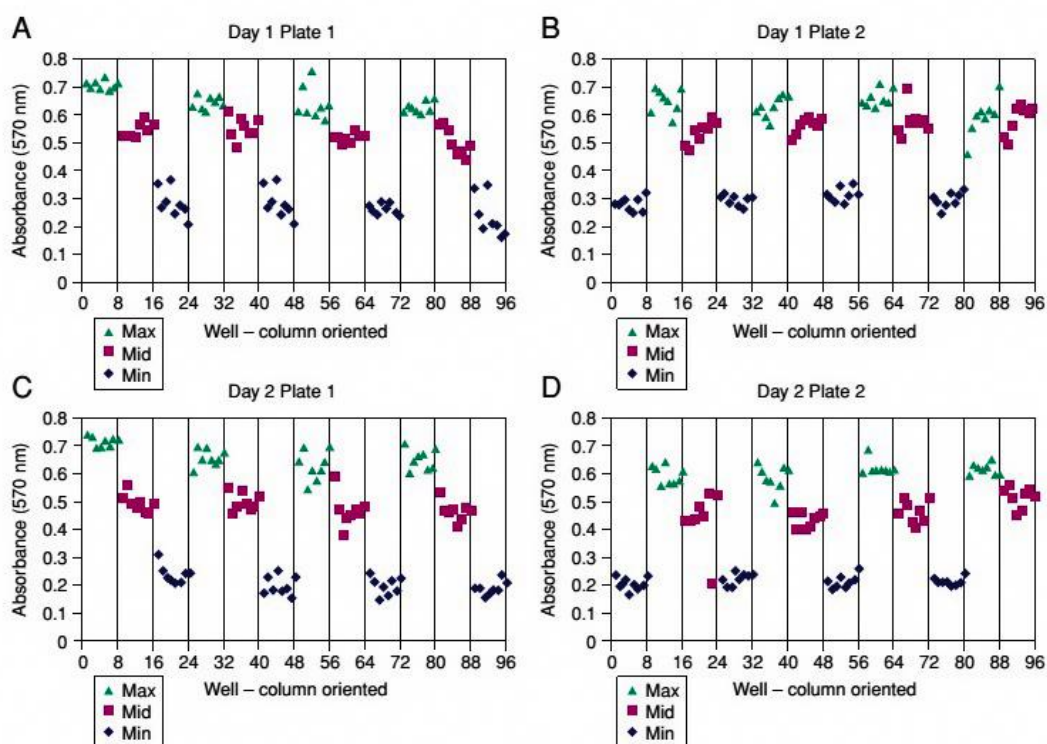 A
Day 1 Plate 1
Absorbance (570 nm)
0.8
0.7
0.6
0.5
0.4
0.3
0.2
0.1
0
0 8 16 24 32 40 48 56 64 72 80 88 96
Well – column oriented
Max
Mid
Min
B
Day 1 Plate 2
Absorbance (570 nm)
0.8
0.7
0.6
0.5
0.4
0.3
0.2
0.1
0
0 8 16 24 32 40 48 56 64 72 80 88 96
Well – column oriented
Max
Mid
Min
C
Day 2 Plate 1
Absorbance (570 nm)
0.8
0.7
0.6
0.5
0.4
0.3
0.2
0.1
0
0 8 16 24 32 40 48 56 64 72 80 88 96
Well – column oriented
Max
Mid
Min
D
Day 2 Plate 2
Absorbance (570 nm)
0.8
0.7
0.6
0.5
0.4
0.3
0.2
0.1
0
0 8 16 24 32 40 48 56 64 72 80 88 96
Well – column oriented
Max
Mid
Min